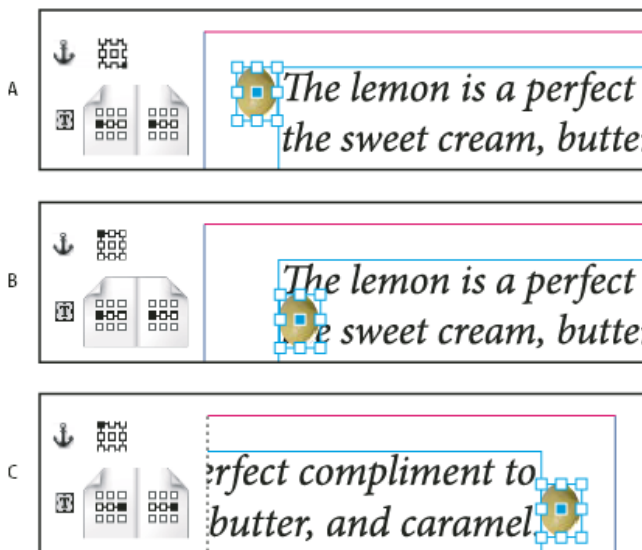 A
The lemon is a perfect
the sweet cream, butte
B
The lemon is a perfect
e sweet cream, butte
C
erfect compliment to
butter, and caramel.